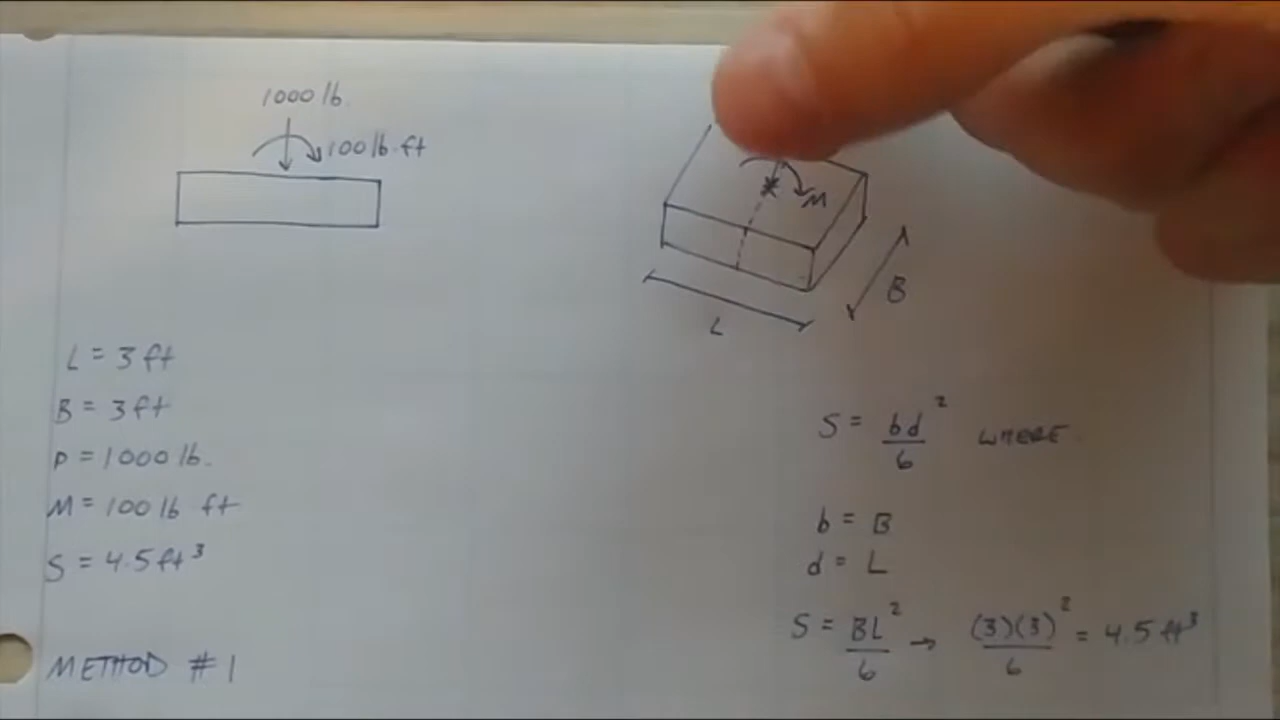 1000 lb.
100 lb·ft
M
B
L
L = 3 ft
B = 3 ft
P = 1000 lb.
M = 100 lb ft
S = 4.5 ft³
METHOD #1
S = bd²/6 WHERE
b = B
d = L
S = BL²/6 → (3)(3)²/6 = 4.5 ft³